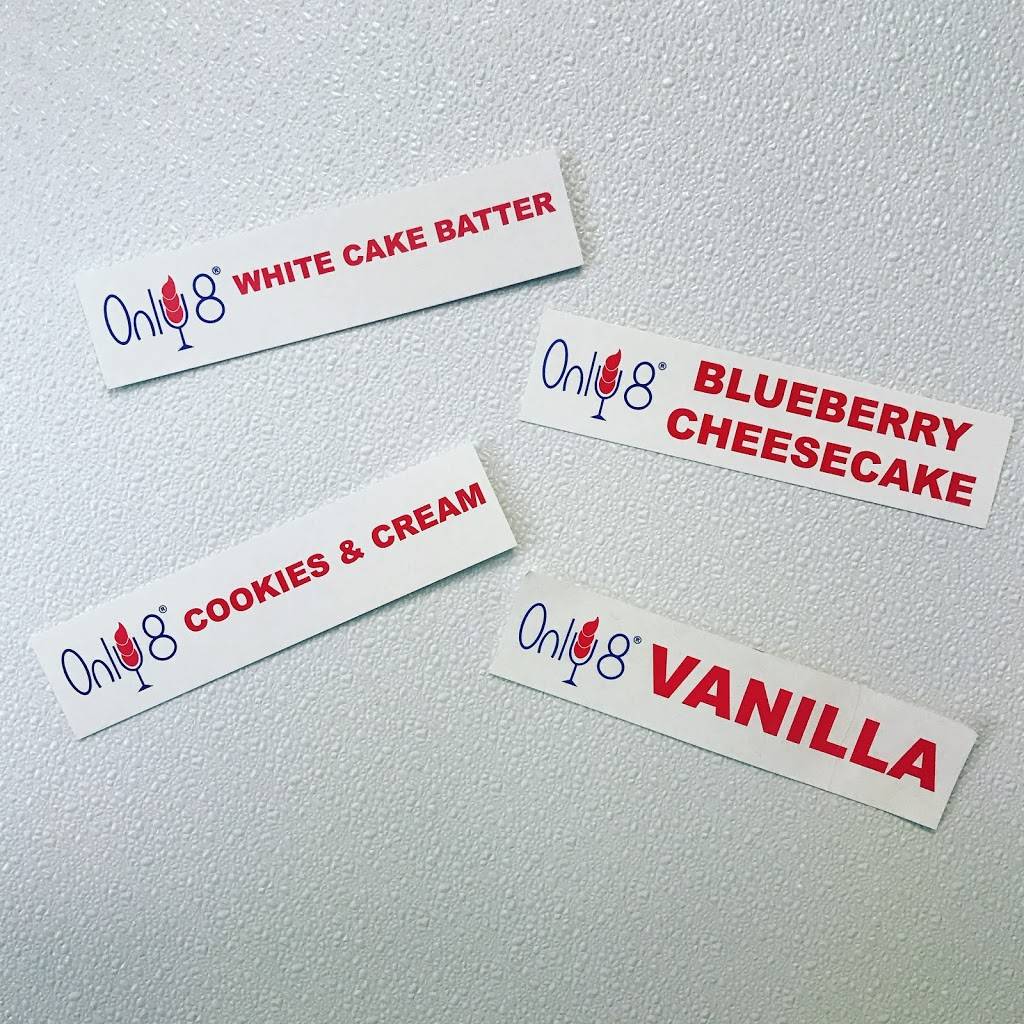 Only8® WHITE CAKE BATTER
Only8® BLUEBERRY
CHEESECAKE
Only8® COOKIES & CREAM
Only8® VANILLA